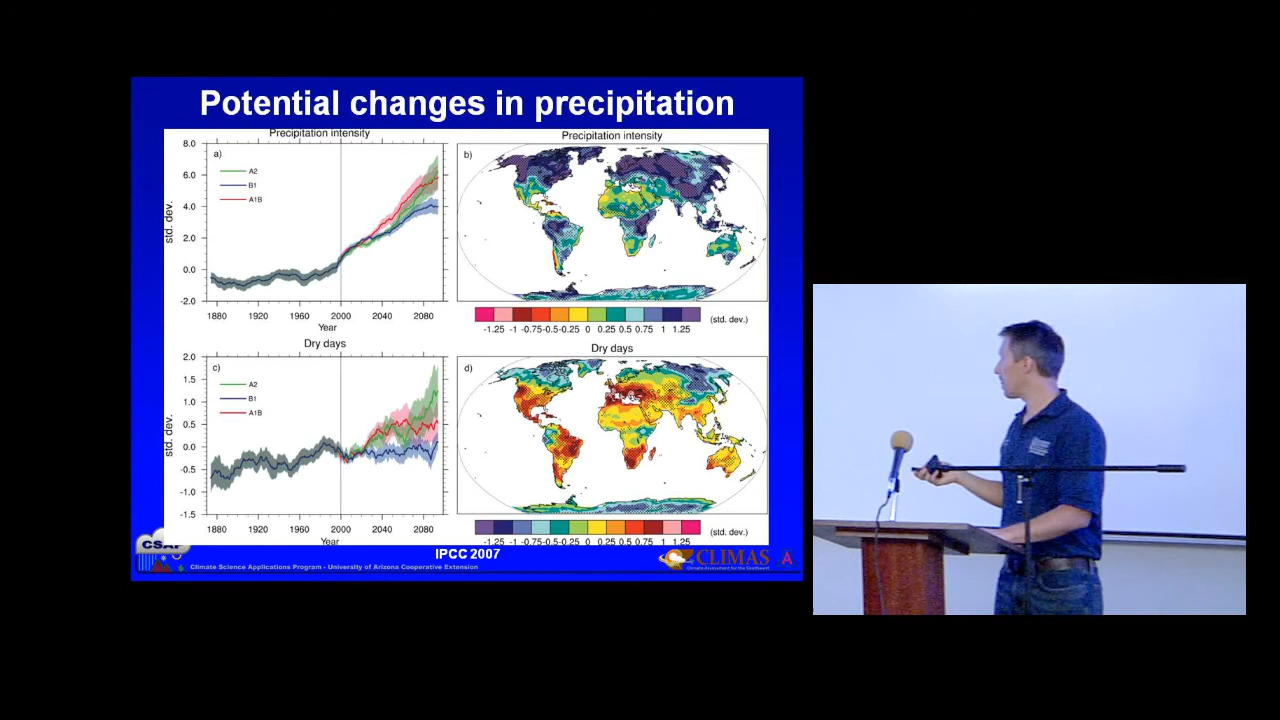 Potential changes in precipitation
Precipitation intensity
a)
8.0
6.0
4.0
2.0
0.0
-2.0
std. dev.
A2
B1
A1B
1880 1920 1960 2000 2040 2080
Year
Precipitation intensity
b)
-1.25 -1 -0.75-0.5-0.25 0 0.25 0.5 0.75 1 1.25 (std. dev.)
Dry days
c)
2.0
1.5
1.0
0.5
0.0
-0.5
-1.0
-1.5
std. dev.
A2
B1
A1B
1880 1920 1960 2000 2040 2080
Year
Dry days
d)
-1.25 -1 -0.75-0.5-0.25 0 0.25 0.5 0.75 1 1.25 (std. dev.)
IPCC 2007
CSAP
Climate Science Applications Program - University of Arizona Cooperative Extension
CLIMAS
Climate Assessment for the Southwest
A